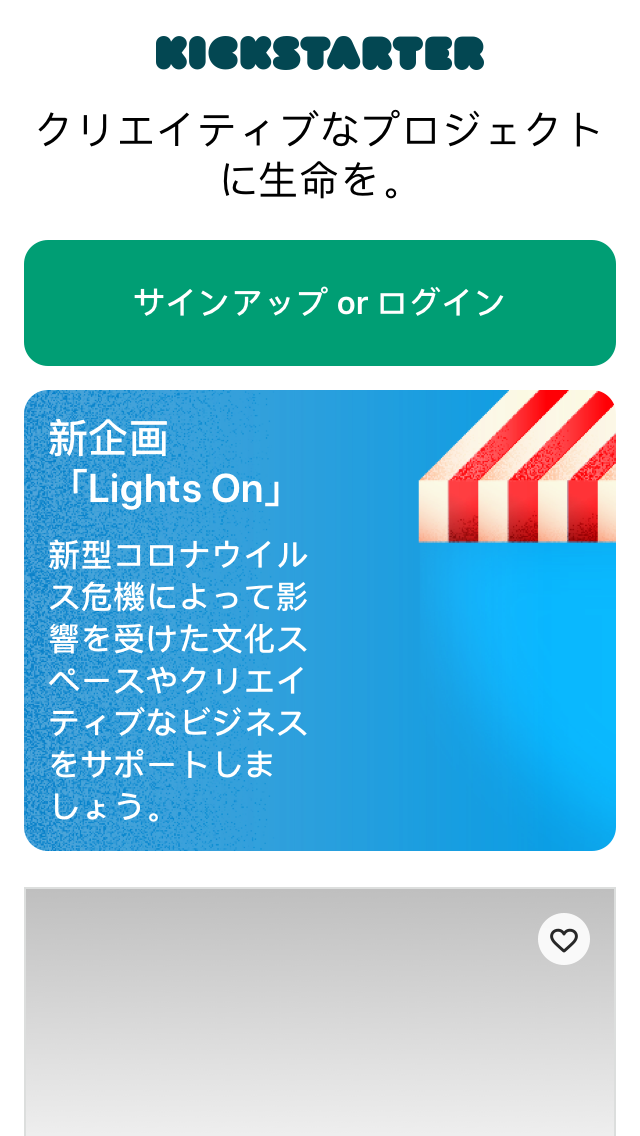 KICKSTARTER
クリエイティブなプロジェクト
に生命を。
サインアップ or ログイン
新企画
「Lights On」
新型コロナウイル
ス危機によって影
響を受けた文化ス
ペースやクリエイ
ティブなビジネス
をサポートしま
しょう。